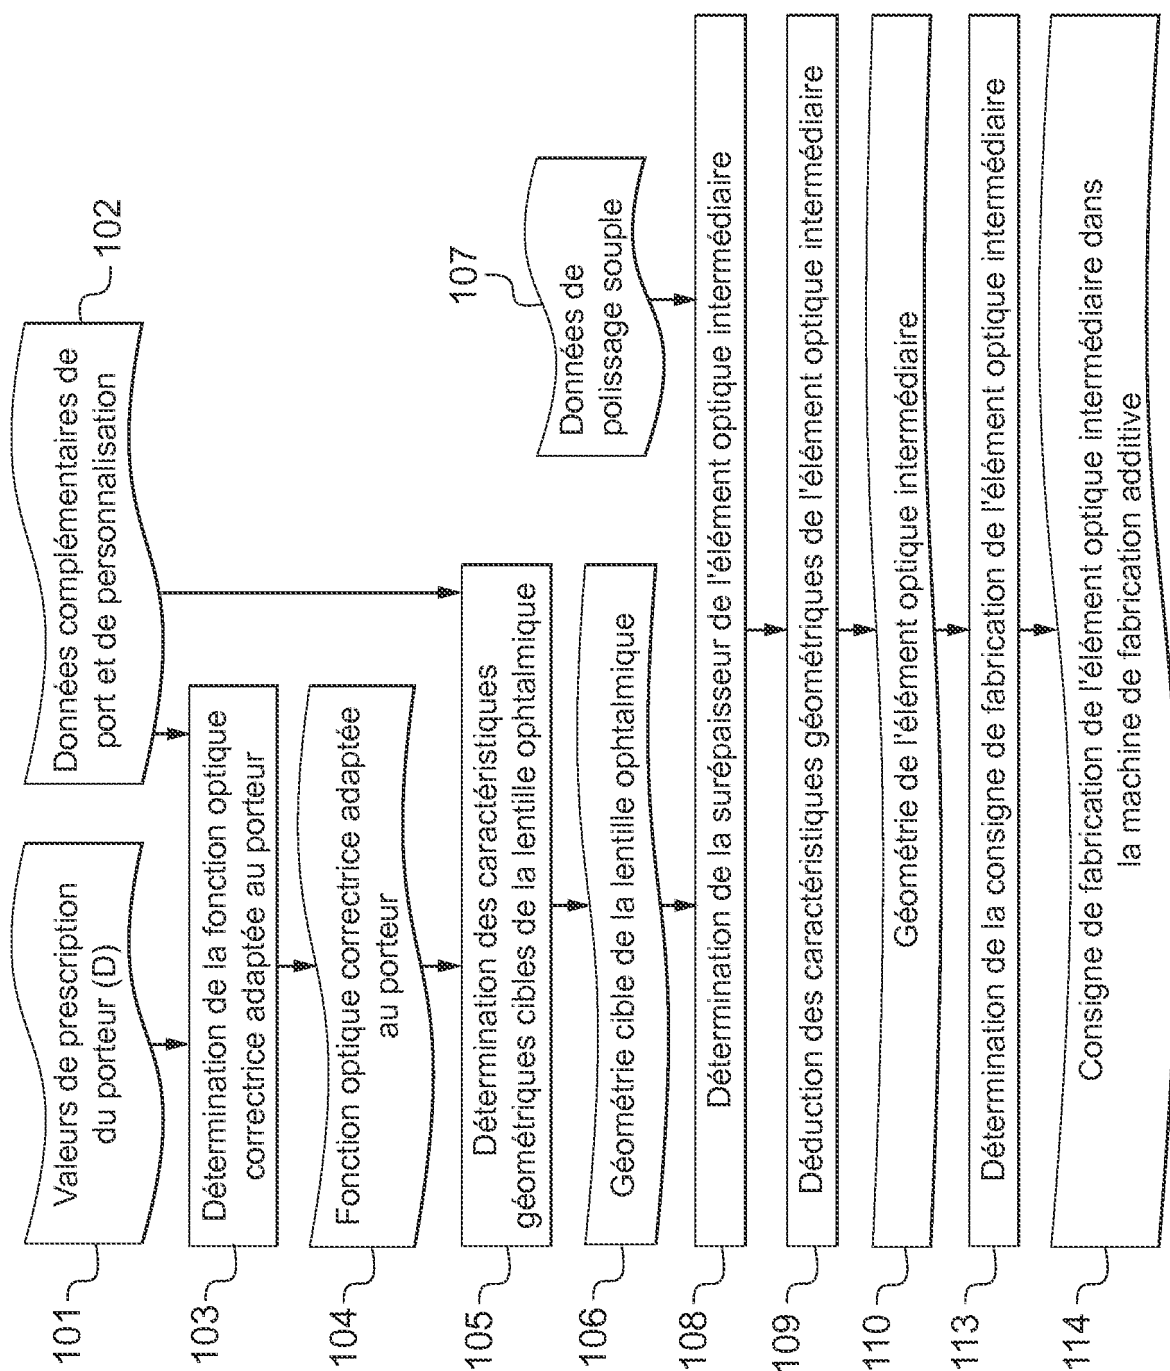 101
Valeurs de prescription
du porteur (D)
102
Données complémentaires de
port et de personnalisation
103
Détermination de la fonction optique
correctrice adaptée au porteur
104
Fonction optique correctrice adaptée
au porteur
105
Détermination des caractéristiques
géométriques cibles de la lentille ophtalmique
106
Géométrie cible de la lentille ophtalmique
107
Données de
polissage souple
108
Détermination de la surépaisseur de l'élément optique intermédiaire
109
Déduction des caractéristiques géométriques de l'élément optique intermédiaire
110
Géométrie de l'élément optique intermédiaire
113
Détermination de la consigne de fabrication de l'élément optique intermédiaire
114
Consigne de fabrication de l'élément optique intermédiaire dans
la machine de fabrication additive